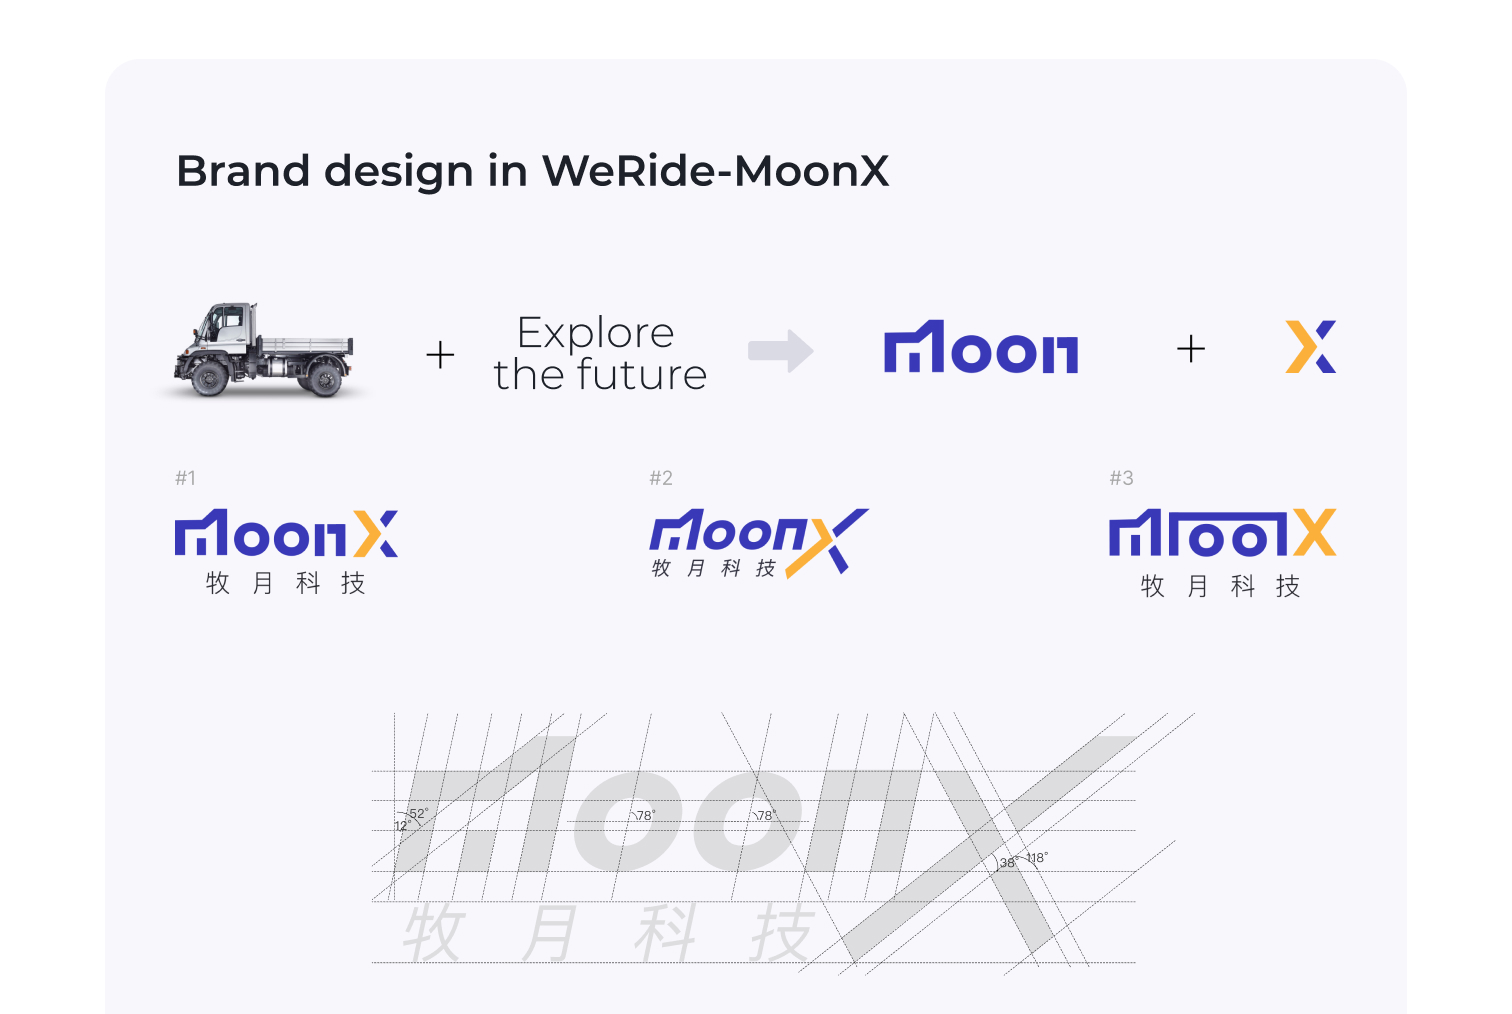 Brand design in WeRide-MoonX
+
Explore
the future
Moon
+
X
#1
MoonX
牧月科技
#2
MoonX
牧月科技
#3
MoonX
牧月科技
MoonX
52°
12°
78°
78°
38°
118°
牧月科技